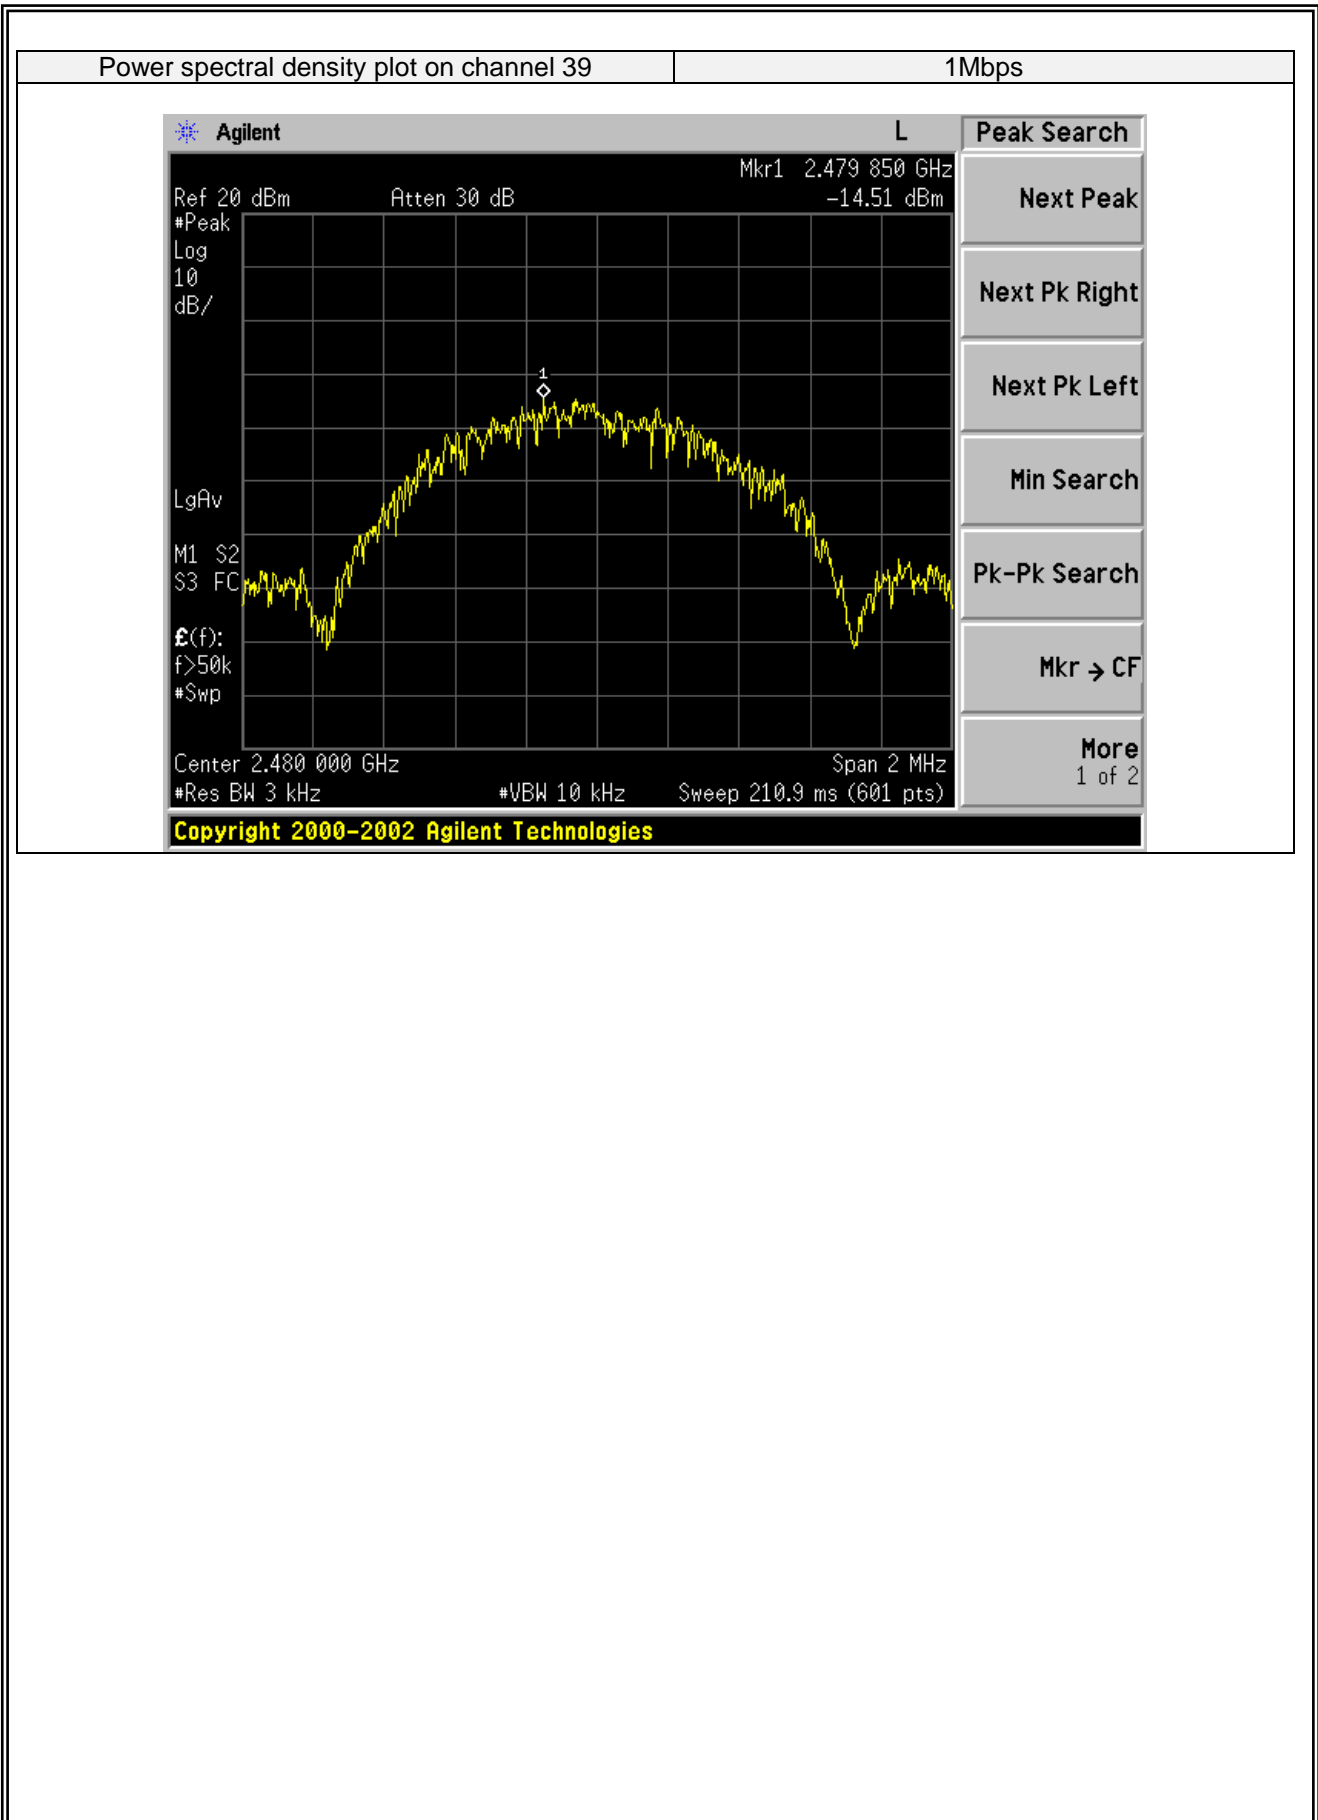 Power spectral density plot on channel 39 1Mbps
Agilent L Peak Search
Mkr1 2.479 850 GHz
Ref 20 dBm Atten 30 dB -14.51 dBm
Next Peak
#Peak
Log
10
dB/
Next Pk Right
1
Next Pk Left
Min Search
LgAv
M1 S2
S3 FC
Pk-Pk Search
£(f):
f>50k
#Swp
Mkr → CF
Center 2.480 000 GHz Span 2 MHz
#Res BW 3 kHz #VBW 10 kHz Sweep 210.9 ms (601 pts)
More
1 of 2
Copyright 2000-2002 Agilent Technologies